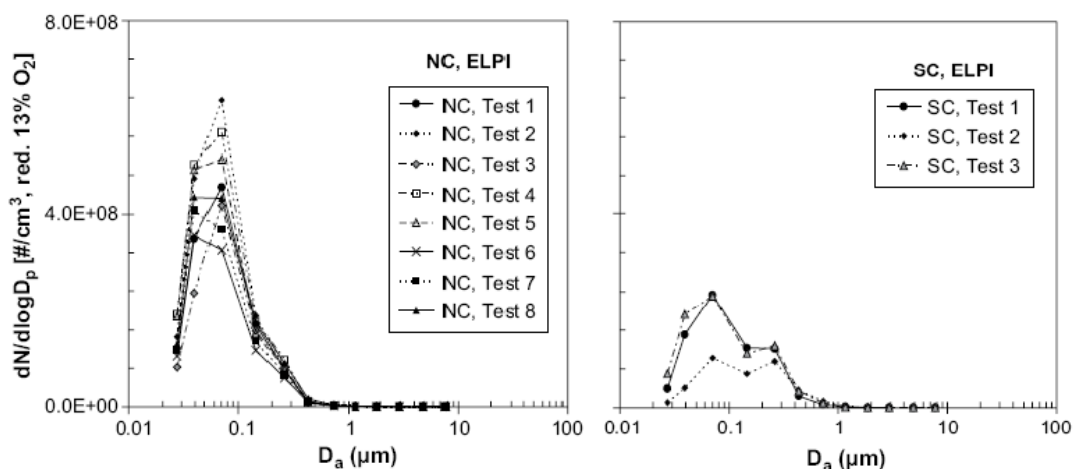 8.0E+08
4.0E+08
0.0E+00
dN/dlogDp [#/cm3, red. 13% O2]
NC, ELPI
NC, Test 1
NC, Test 2
NC, Test 3
NC, Test 4
NC, Test 5
NC, Test 6
NC, Test 7
NC, Test 8
0.01 0.1 1 10 100
Da (µm)
SC, ELPI
SC, Test 1
SC, Test 2
SC, Test 3
0.01 0.1 1 10 100
Da (µm)